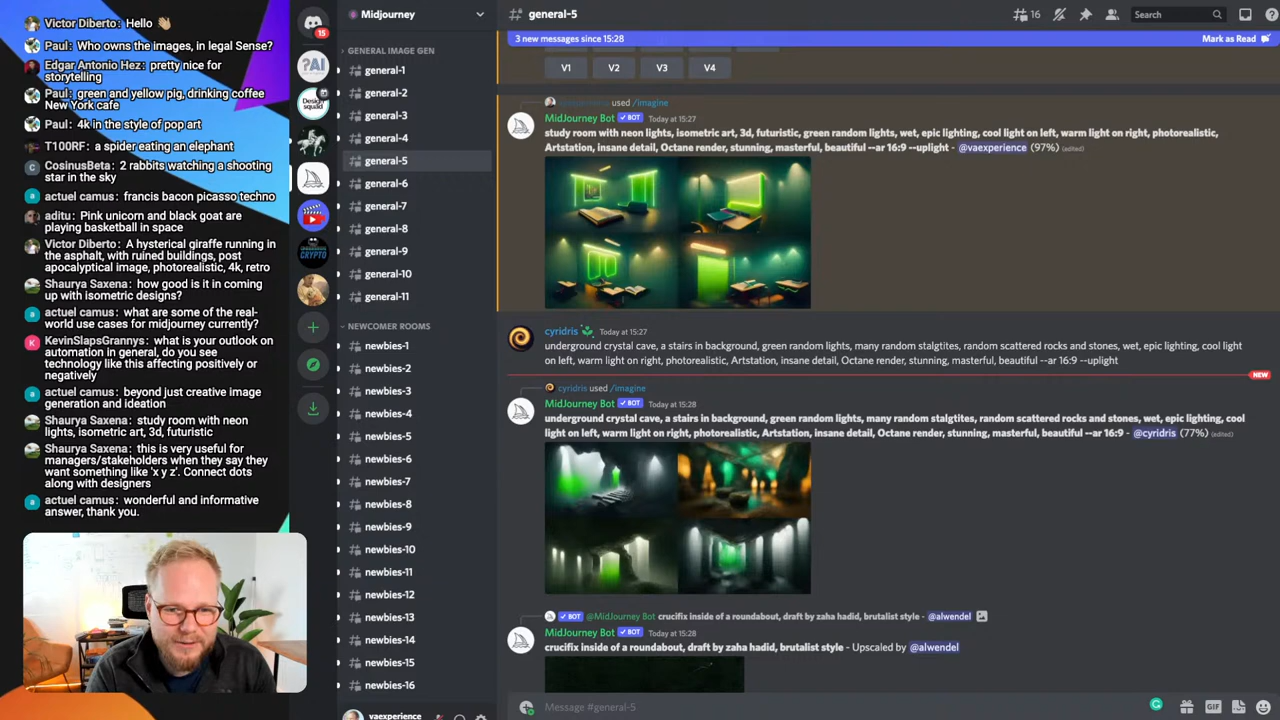 Victor Diberto: Hello 👋🏼
Paul: Who owns the images, in legal Sense?
Edgar Antonio Hez: pretty nice for
storytelling
Paul: green and yellow pig, drinking coffee
New York cafe
Paul: 4k in the style of pop art
T100RF: a spider eating an elephant
CosinusBeta: 2 rabbits watching a shooting
star in the sky
actuel camus: francis bacon picasso techno
aditu: Pink unicorn and black goat are
playing basketball in space
Victor Diberto: A hysterical giraffe running in
the asphalt, with ruined buildings, post
apocalyptical image, photorealistic, 4k, retro
Shaurya Saxena: how good is it in coming
up with isometric designs?
actuel camus: what are some of the real-
world use cases for midjourney currently?
KevinSlapsGrannys: what is your outlook on
automation in general, do you see
technology like this affecting positively or
negatively
actuel camus: beyond just creative image
generation and ideation
Shaurya Saxena: study room with neon
lights, isometric art, 3d, futuristic
Shaurya Saxena: this is very useful for
managers/stakeholders when they say they
want something like 'x y z'. Connect dots
along with designers
actuel camus: wonderful and informative
answer, thank you.
15
PAI
Design
squad
CRYPTO
Midjourney
GENERAL IMAGE GEN
general-1
general-2
general-3
general-4
general-5
general-6
general-7
general-8
general-9
general-10
general-11
NEWCOMER ROOMS
newbies-1
newbies-2
newbies-3
newbies-4
newbies-5
newbies-6
newbies-7
newbies-8
newbies-9
newbies-10
newbies-11
newbies-12
newbies-13
newbies-14
newbies-15
newbies-16
vaexperience
general-5
16
Search
3 new messages since 15:28
Mark as Read
V1 V2 V3 V4
used /imagine
MidJourney Bot ✓ BOT Today at 15:27
study room with neon lights, isometric art, 3d, futuristic, green random lights, wet, epic lighting, cool light on left, warm light on right, photorealistic,
Artstation, insane detail, Octane render, stunning, masterful, beautiful --ar 16:9 --uplight - @vaexperience (97%) (edited)
cyridris Today at 15:27
underground crystal cave, a stairs in background, green random lights, many random stalgtites, random scattered rocks and stones, wet, epic lighting, cool light
on left, warm light on right, photorealistic, Artstation, insane detail, Octane render, stunning, masterful, beautiful --ar 16:9 --uplight
NEW
cyridris used /imagine
MidJourney Bot ✓ BOT Today at 15:28
underground crystal cave, a stairs in background, green random lights, many random stalgtites, random scattered rocks and stones, wet, epic lighting, cool
light on left, warm light on right, photorealistic, Artstation, insane detail, Octane render, stunning, masterful, beautiful --ar 16:9 - @cyridris (77%) (edited)
✓ BOT @MidJourney Bot crucifix inside of a roundabout, draft by zaha hadid, brutalist style - @alwendel
MidJourney Bot ✓ BOT Today at 15:28
crucifix inside of a roundabout, draft by zaha hadid, brutalist style - Upscaled by @alwendel
Message #general-5
GIF